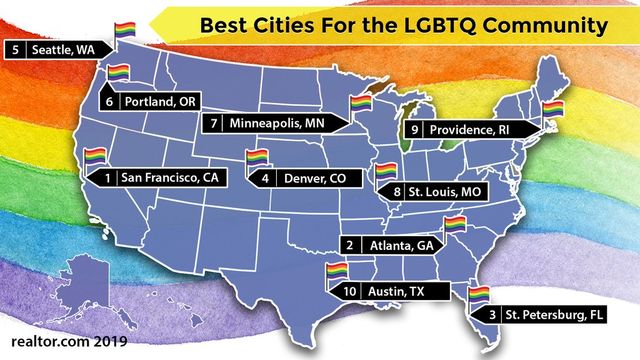 Best Cities For the LGBTQ Community
5 Seattle, WA
6 Portland, OR
7 Minneapolis, MN
9 Providence, RI
1 San Francisco, CA
4 Denver, CO
8 St. Louis, MO
2 Atlanta, GA
10 Austin, TX
3 St. Petersburg, FL
realtor.com 2019